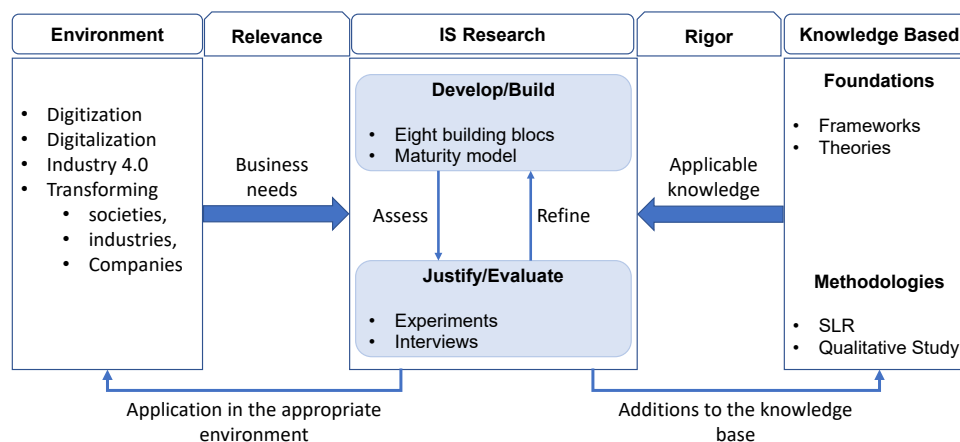 Environment
Relevance
IS Research
Rigor
Knowledge Based
• Digitization
• Digitalization
• Industry 4.0
• Transforming
• societies,
• industries,
• Companies
Business
needs
Develop/Build
• Eight building blocs
• Maturity model
Assess
Refine
Justify/Evaluate
• Experiments
• Interviews
Applicable
knowledge
Foundations
• Frameworks
• Theories
Methodologies
• SLR
• Qualitative Study
Application in the appropriate
environment
Additions to the knowledge
base